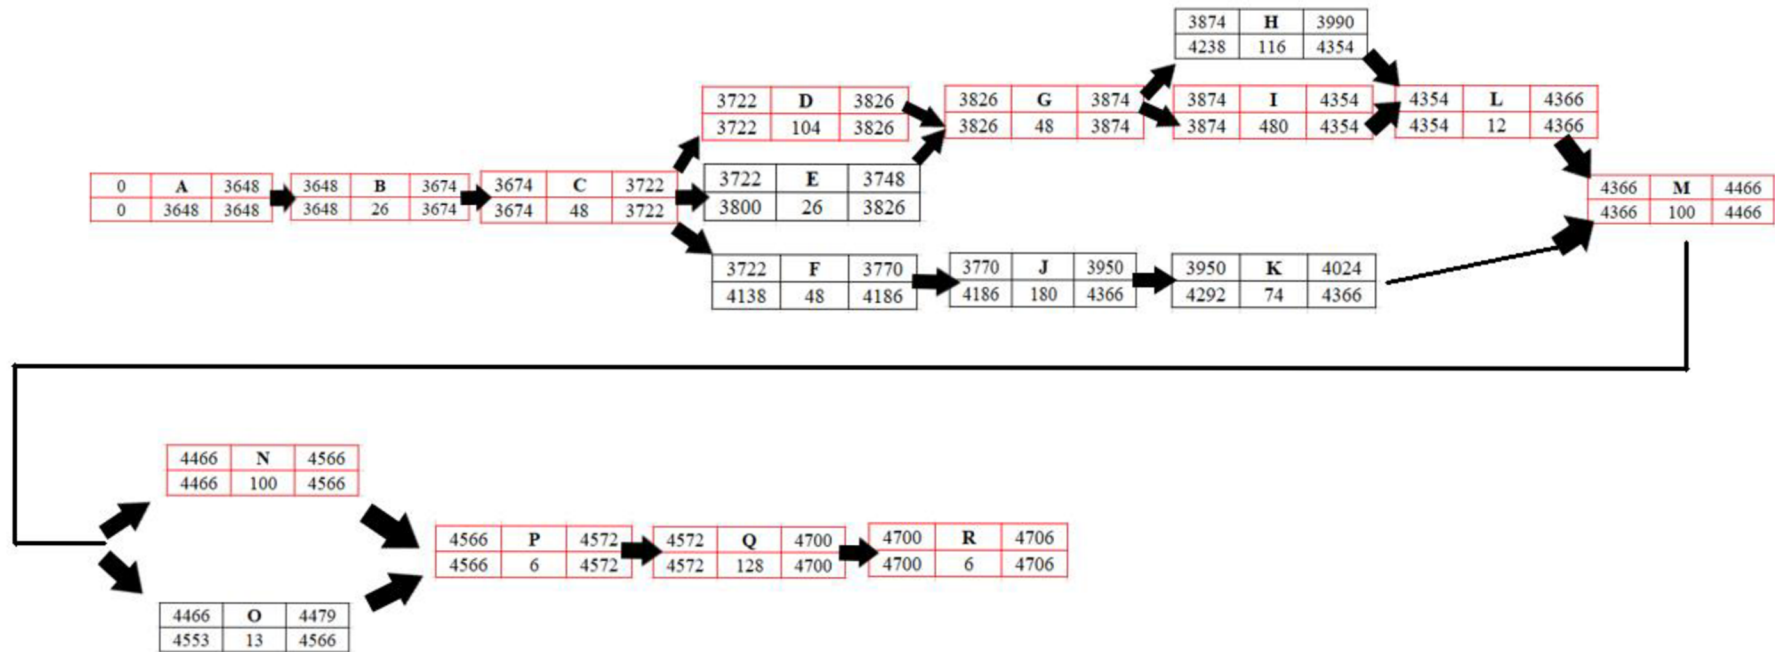 3874 H 3990
4238 116 4354
3722 D 3826
3722 104 3826
3826 G 3874
3826 48 3874
3874 I 4354
3874 480 4354
4354 L 4366
4354 12 4366
0 A 3648
0 3648 3648
3648 B 3674
3648 26 3674
3674 C 3722
3674 48 3722
3722 E 3748
3800 26 3826
4366 M 4466
4366 100 4466
3722 F 3770
4138 48 4186
3770 J 3950
4186 180 4366
3950 K 4024
4292 74 4366
4466 N 4566
4466 100 4566
4566 P 4572
4566 6 4572
4572 Q 4700
4572 128 4700
4700 R 4706
4700 6 4706
4466 O 4479
4553 13 4566